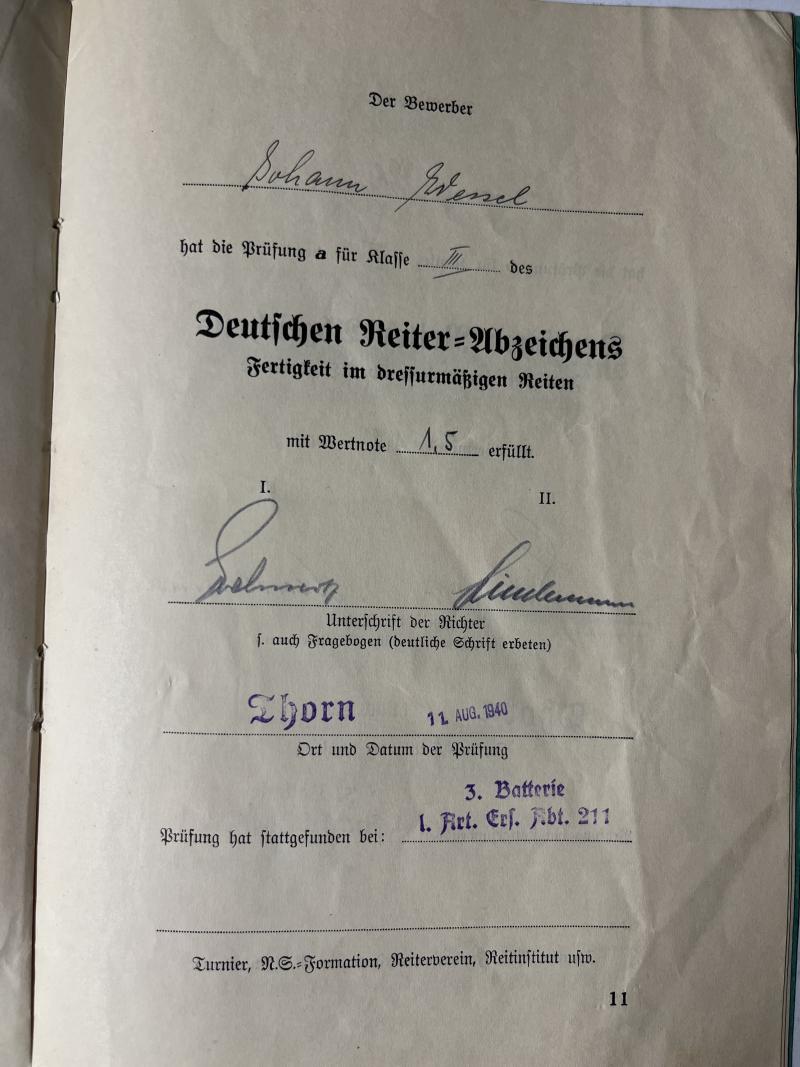 Der Bewerber
Johann Wessel
hat die Prüfung a für Klasse III des
Deutschen Reiter-Abzeichens
Fertigkeit im dressurmäßigen Reiten
mit Wertnote 1,5 erfüllt.
I. II.
Lindemann
Unterschrift der Richter
s. auch Fragebogen (deutliche Schrift erbeten)
Thorn 11. AUG. 1940
Ort und Datum der Prüfung
3. Batterie
l. Art. Ers. Abt. 211
Prüfung hat stattgefunden bei:
Turnier, N.S.-Formation, Reiterverein, Reitinstitut usw.
11